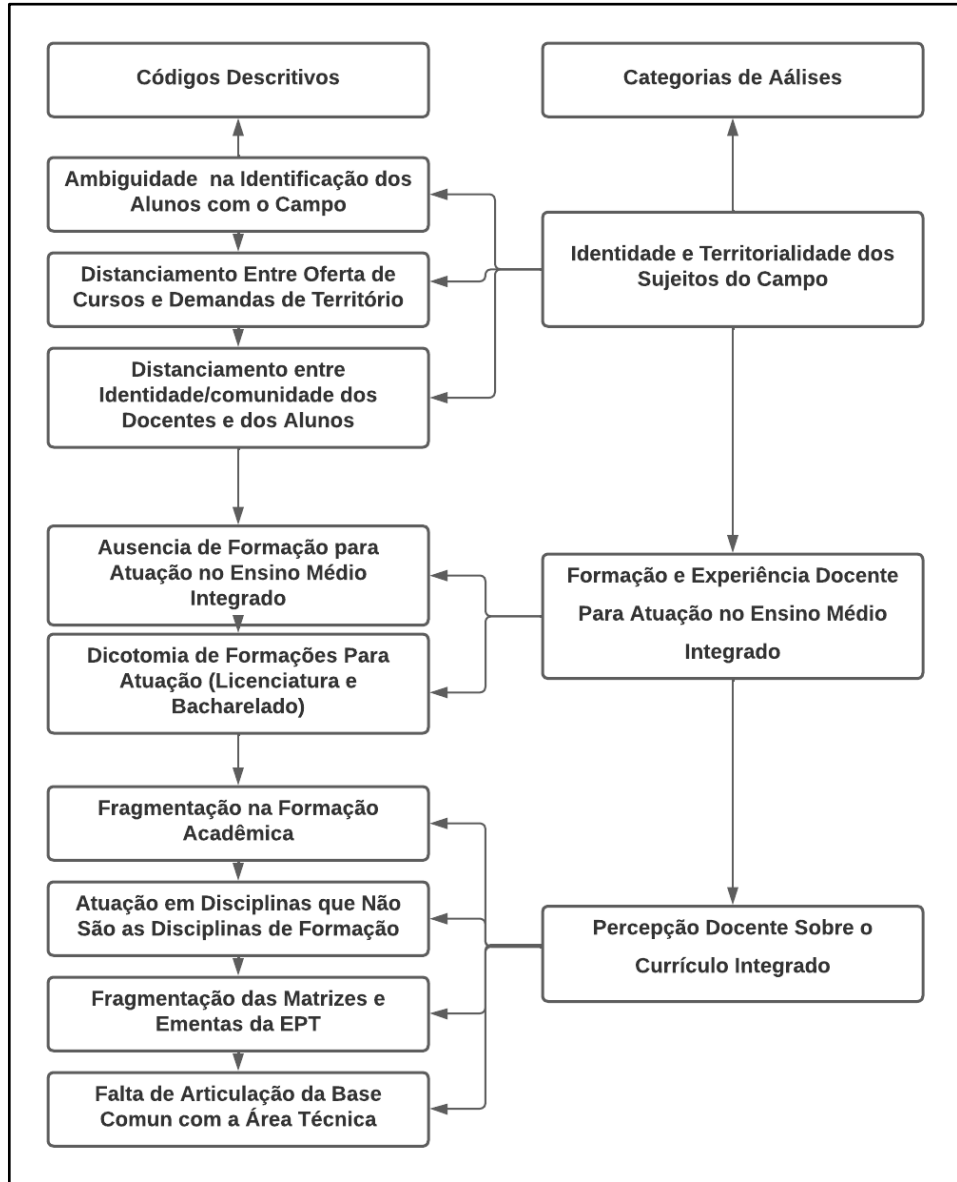 Códigos Descritivos
Categorias de Aálises
Ambiguidade na Identificação dos
Alunos com o Campo
Distanciamento Entre Oferta de
Cursos e Demandas de Território
Distanciamento entre
Identidade/comunidade dos
Docentes e dos Alunos
Identidade e Territorialidade dos
Sujeitos do Campo
Ausencia de Formação para
Atuação no Ensino Médio
Integrado
Dicotomia de Formações Para
Atuação (Licenciatura e
Bacharelado)
Formação e Experiência Docente
Para Atuação no Ensino Médio
Integrado
Fragmentação na Formação
Acadêmica
Atuação em Disciplinas que Não
São as Disciplinas de Formação
Fragmentação das Matrizes e
Ementas da EPT
Falta de Articulação da Base
Comun com a Área Técnica
Percepção Docente Sobre o
Currículo Integrado